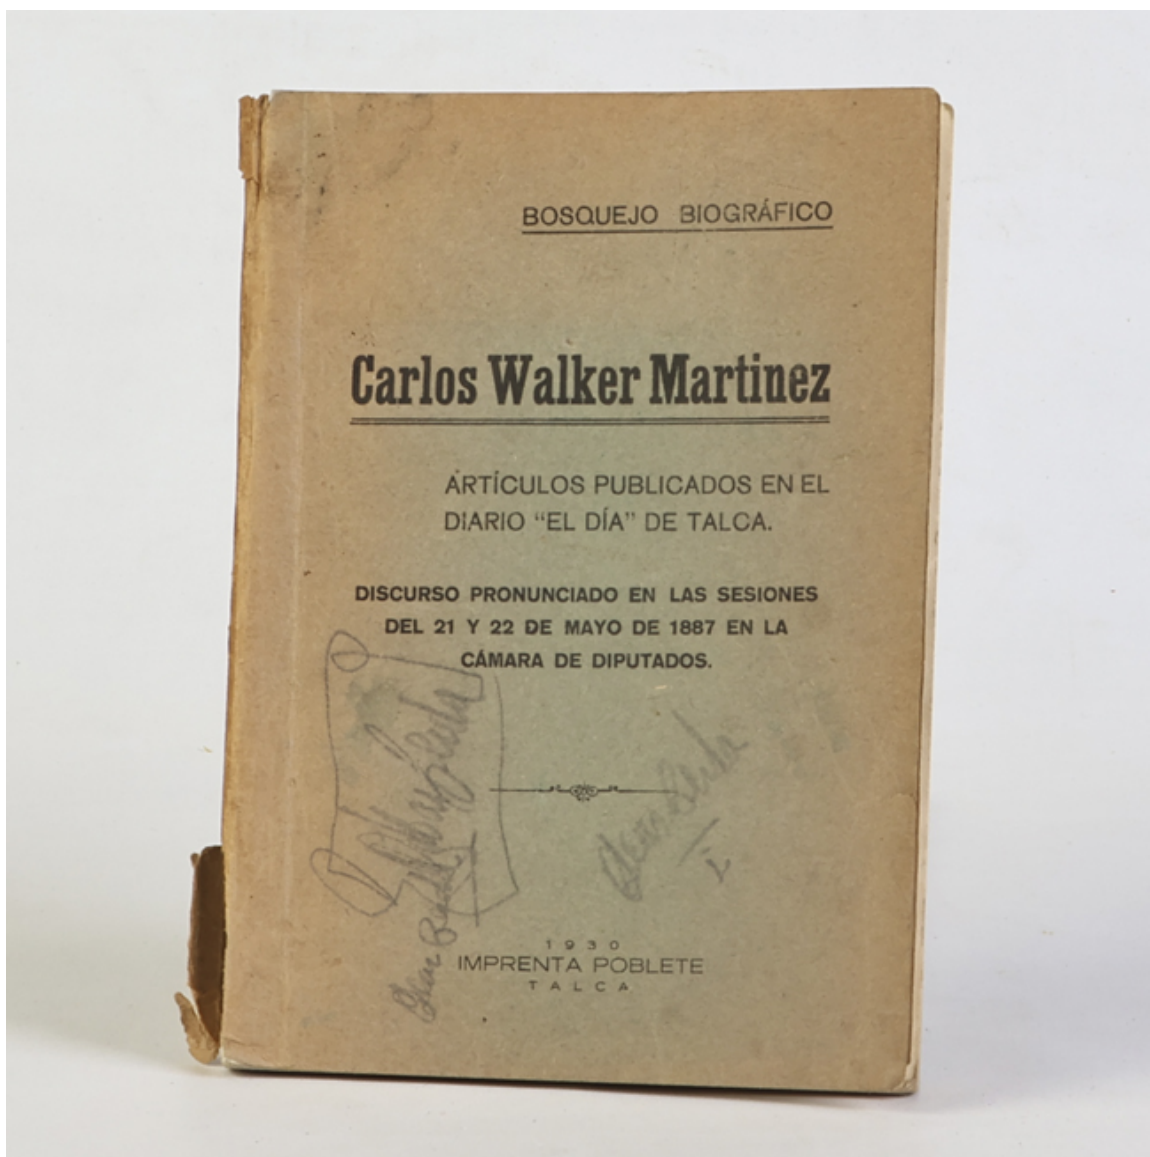 BOSQUEJO BIOGRÁFICO
Carlos Walker Martinez
ARTÍCULOS PUBLICADOS EN EL
DIARIO “EL DÍA” DE TALCA.
DISCURSO PRONUNCIADO EN LAS SESIONES
DEL 21 Y 22 DE MAYO DE 1887 EN LA
CÁMARA DE DIPUTADOS.
1930
IMPRENTA POBLETE
TALCA